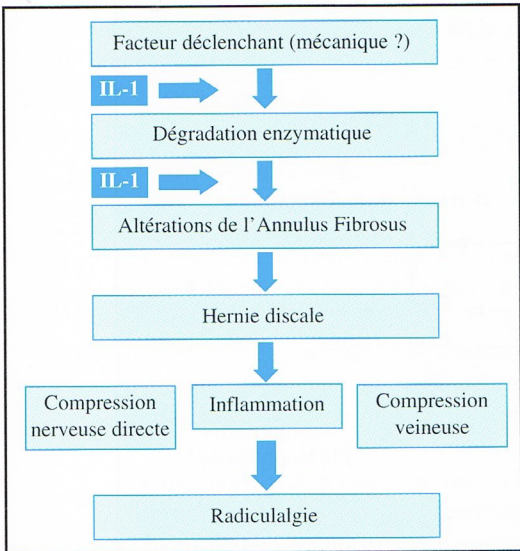 Facteur déclenchant (mécanique ?)
IL-1
Dégradation enzymatique
IL-1
Altérations de l'Annulus Fibrosus
Hernie discale
Compression
nerveuse directe
Inflammation
Compression
veineuse
Radiculalgie